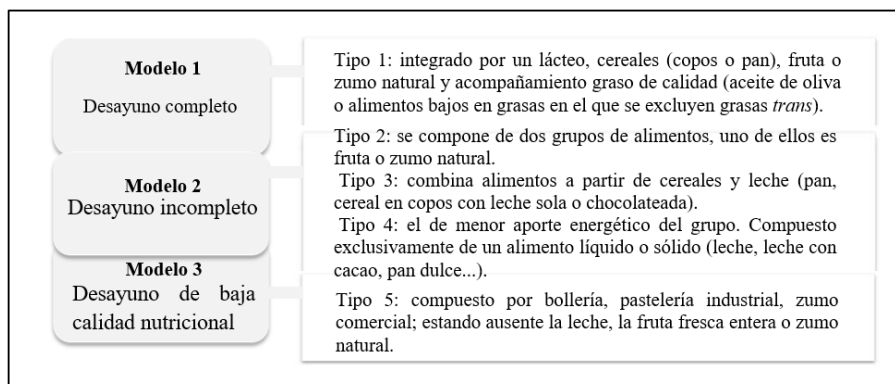 Modelo 1
Desayuno completo
Tipo 1: integrado por un lácteo, cereales (copos o pan), fruta o
zumo natural y acompañamiento graso de calidad (aceite de oliva
o alimentos bajos en grasas en el que se excluyen grasas trans).
Modelo 2
Desayuno incompleto
Tipo 2: se compone de dos grupos de alimentos, uno de ellos es
fruta o zumo natural.
Tipo 3: combina alimentos a partir de cereales y leche (pan,
cereal en copos con leche sola o chocolateada).
Tipo 4: el de menor aporte energético del grupo. Compuesto
exclusivamente de un alimento líquido o sólido (leche, leche con
cacao, pan dulce...).
Modelo 3
Desayuno de baja
calidad nutricional
Tipo 5: compuesto por bollería, pastelería industrial, zumo
comercial; estando ausente la leche, la fruta fresca entera o zumo
natural.